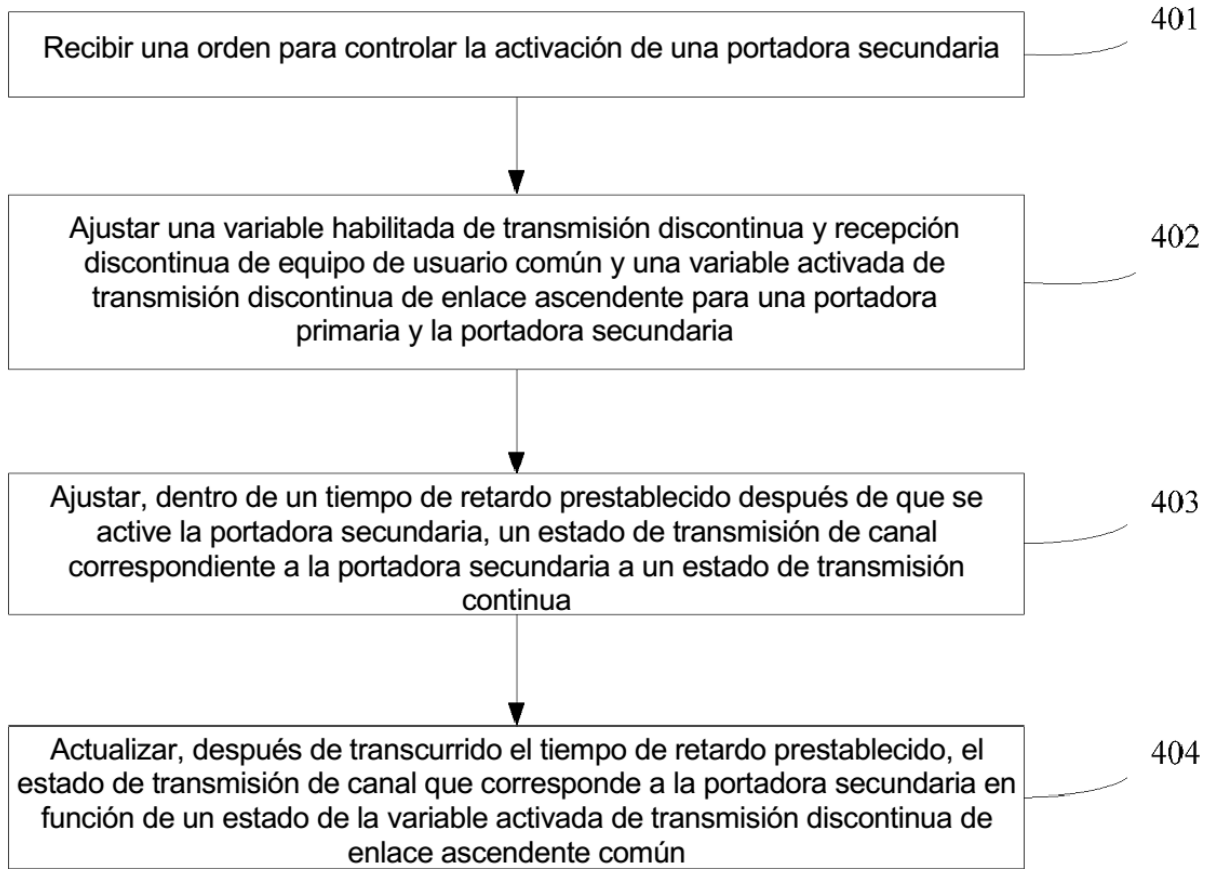 401
Recibir una orden para controlar la activación de una portadora secundaria
402
Ajustar una variable habilitada de transmisión discontinua y recepción
discontinua de equipo de usuario común y una variable activada de
transmisión discontinua de enlace ascendente para una portadora
primaria y la portadora secundaria
403
Ajustar, dentro de un tiempo de retardo prestablecido después de que se
active la portadora secundaria, un estado de transmisión de canal
correspondiente a la portadora secundaria a un estado de transmisión
continua
404
Actualizar, después de transcurrido el tiempo de retardo prestablecido, el
estado de transmisión de canal que corresponde a la portadora secundaria en
función de un estado de la variable activada de transmisión discontinua de
enlace ascendente común